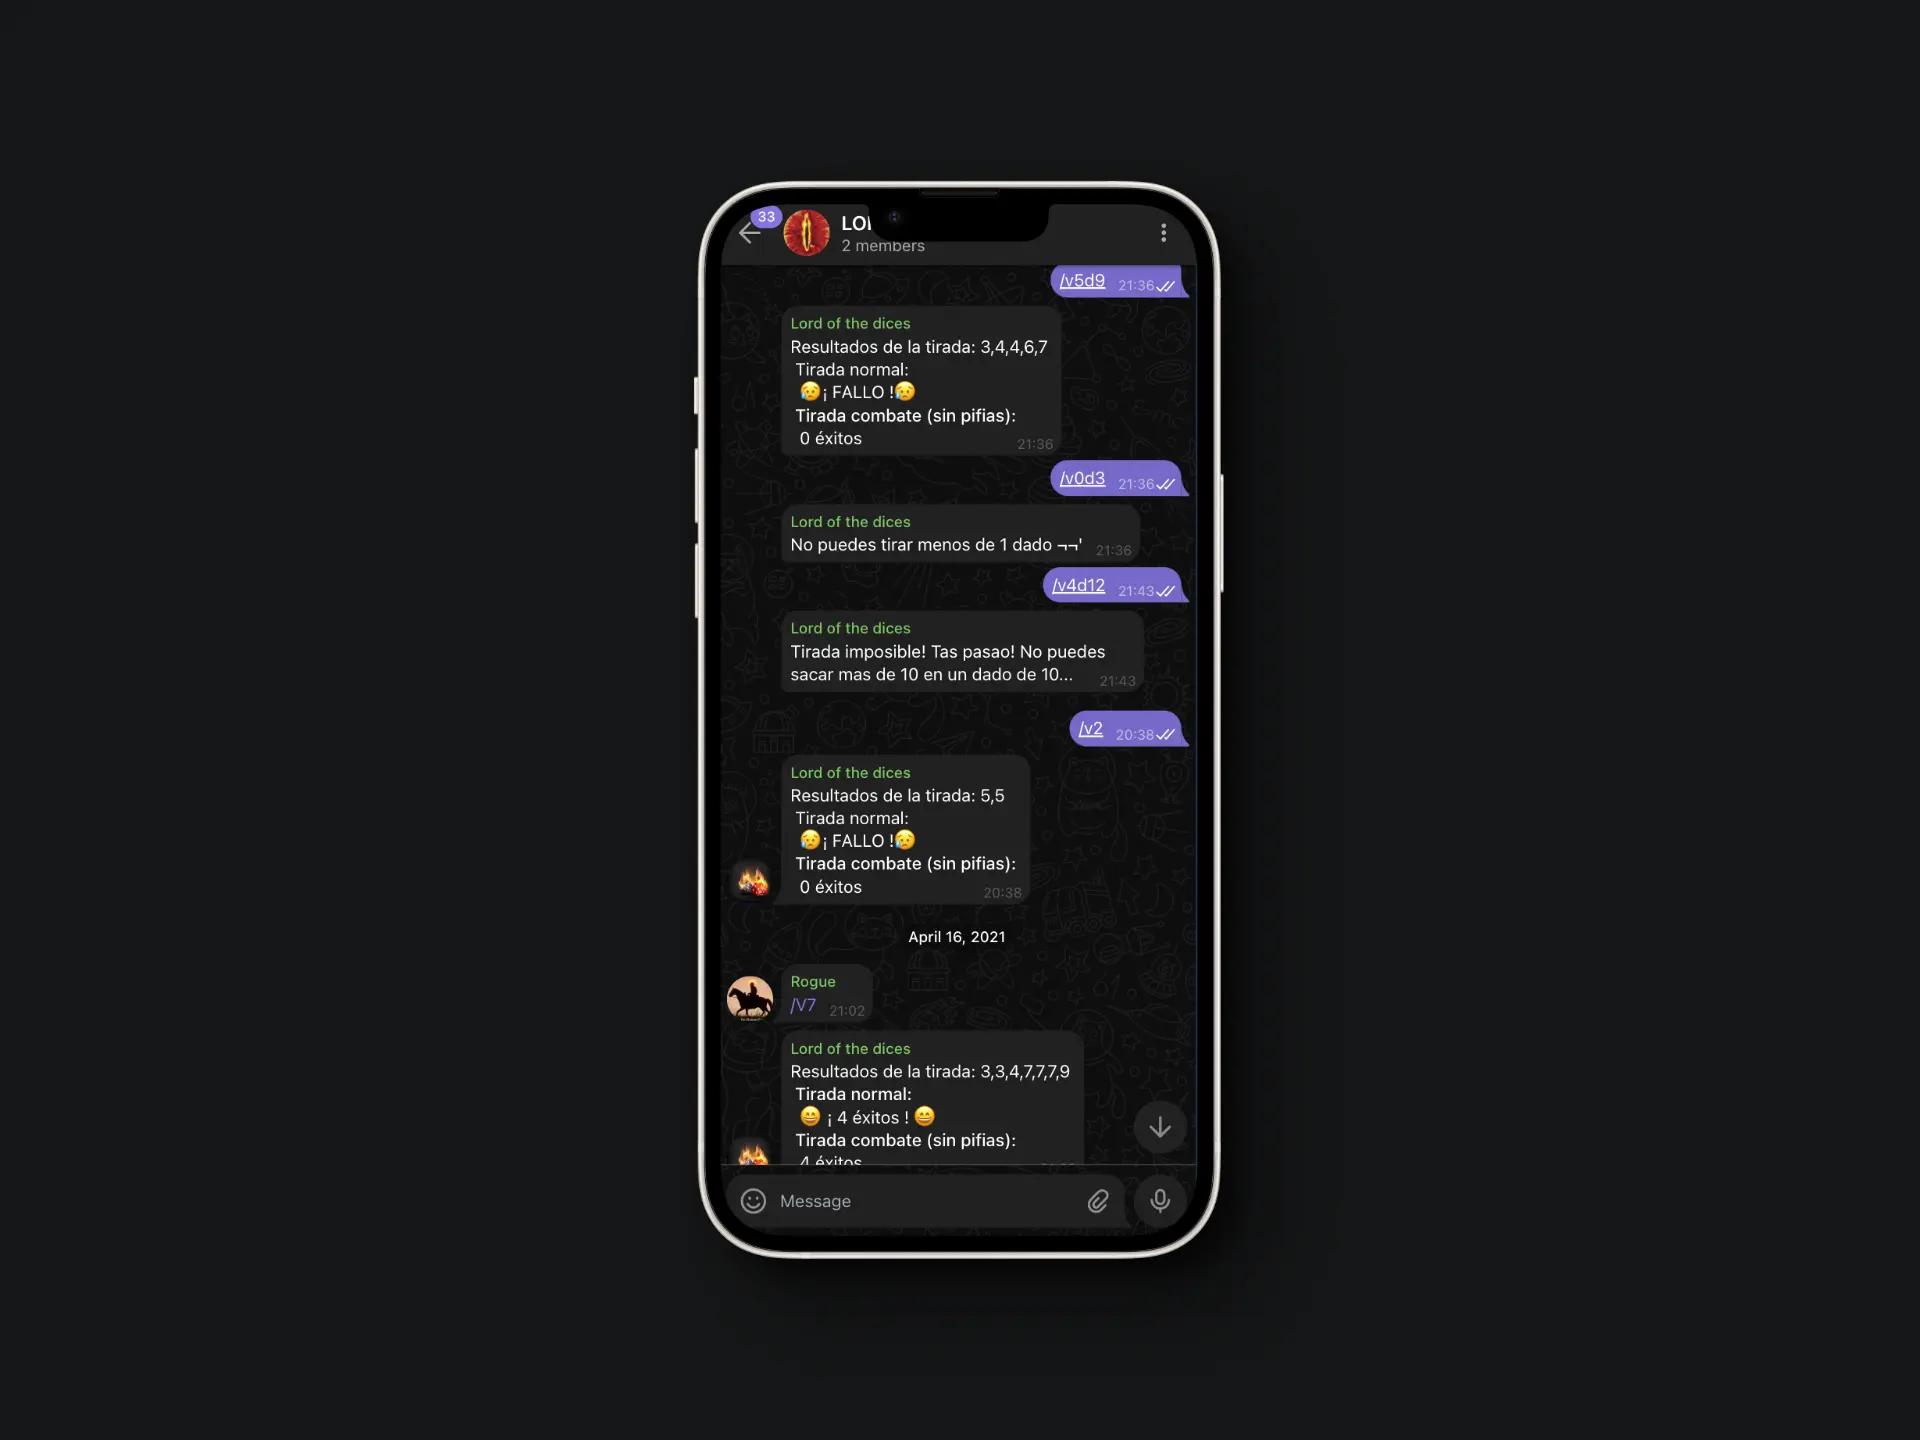 33
2 members
/v5d9 21:36
Lord of the dices
Resultados de la tirada: 3,4,4,6,7
Tirada normal:
😥¡ FALLO !😥
Tirada combate (sin pifias):
0 éxitos 21:36
/v0d3 21:36
Lord of the dices
No puedes tirar menos de 1 dado ¬¬' 21:36
/v4d12 21:43
Lord of the dices
Tirada imposible! Tas pasao! No puedes
sacar mas de 10 en un dado de 10... 21:43
/v2 20:38
Lord of the dices
Resultados de la tirada: 5,5
Tirada normal:
😥¡ FALLO !😥
Tirada combate (sin pifias):
0 éxitos 20:38
April 16, 2021
Rogue
/V7 21:02
Lord of the dices
Resultados de la tirada: 3,3,4,7,7,7,9
Tirada normal:
😄 ¡ 4 éxitos ! 😄
Tirada combate (sin pifias):
4 éxitos
Message